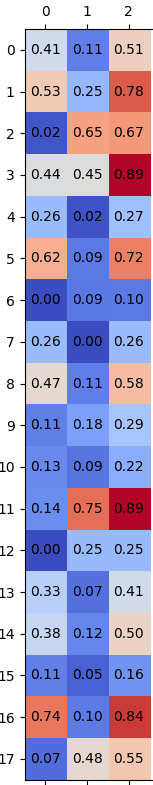 0 1 2
0 0.41 0.11 0.51
1 0.53 0.25 0.78
2 0.02 0.65 0.67
3 0.44 0.45 0.89
4 0.26 0.02 0.27
5 0.62 0.09 0.72
6 0.00 0.09 0.10
7 0.26 0.00 0.26
8 0.47 0.11 0.58
9 0.11 0.18 0.29
10 0.13 0.09 0.22
11 0.14 0.75 0.89
12 0.00 0.25 0.25
13 0.33 0.07 0.41
14 0.38 0.12 0.50
15 0.11 0.05 0.16
16 0.74 0.10 0.84
17 0.07 0.48 0.55